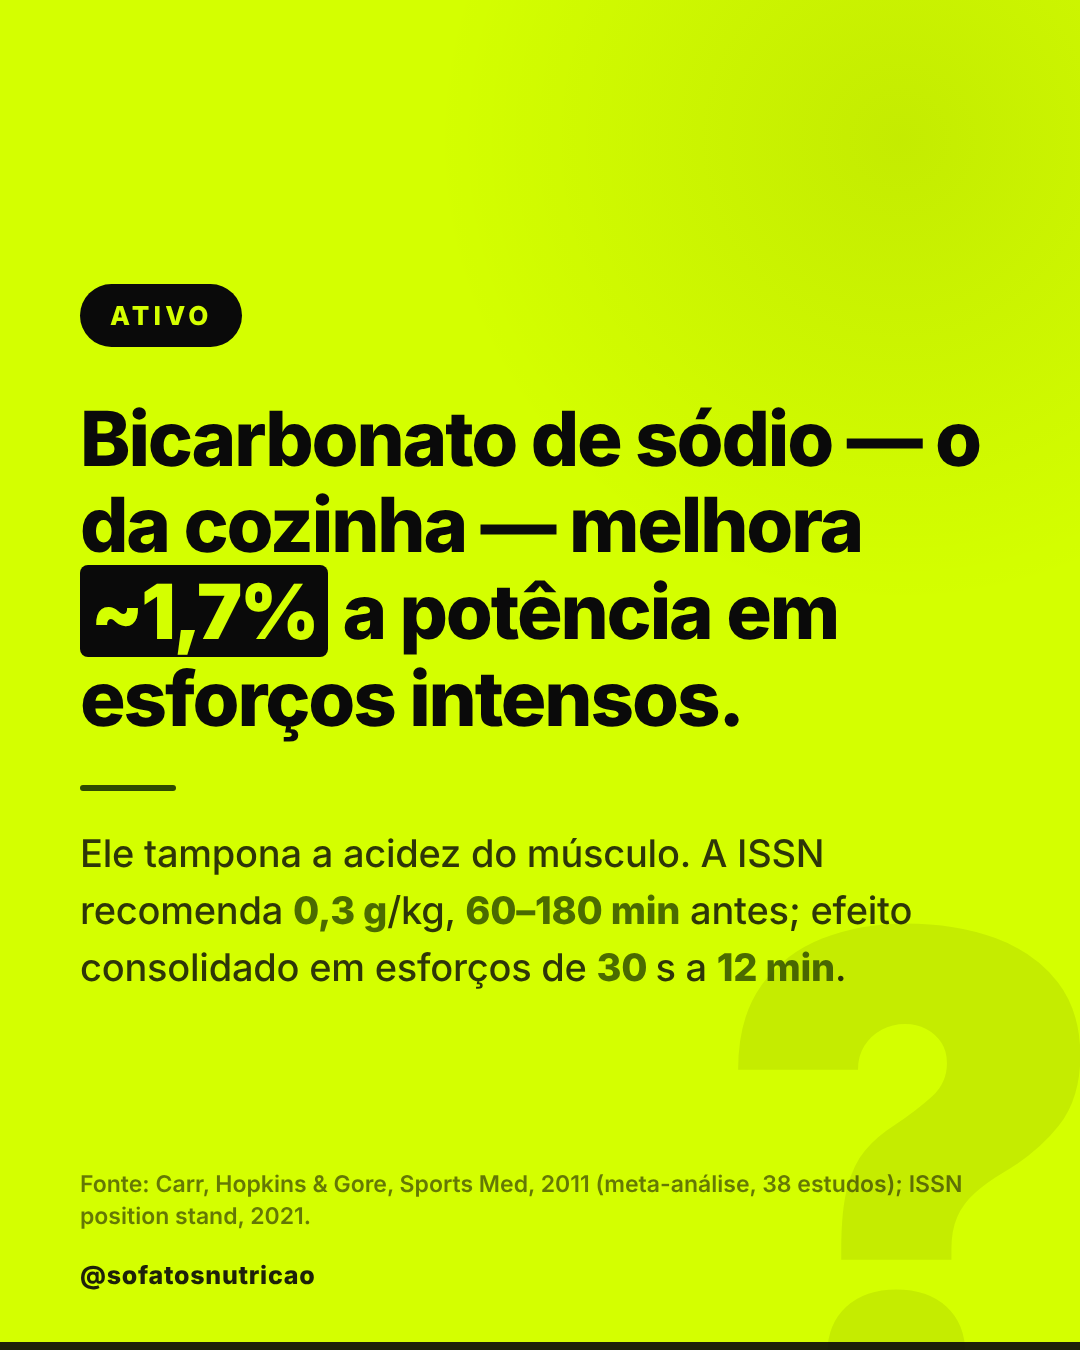 ATIVO
Bicarbonato de sódio — o
da cozinha — melhora
~1,7% a potência em
esforços intensos.
Ele tampona a acidez do músculo. A ISSN
recomenda 0,3 g/kg, 60–180 min antes; efeito
consolidado em esforços de 30 s a 12 min.
?
Fonte: Carr, Hopkins & Gore, Sports Med, 2011 (meta-análise, 38 estudos); ISSN
position stand, 2021.
@sofatosnutricao